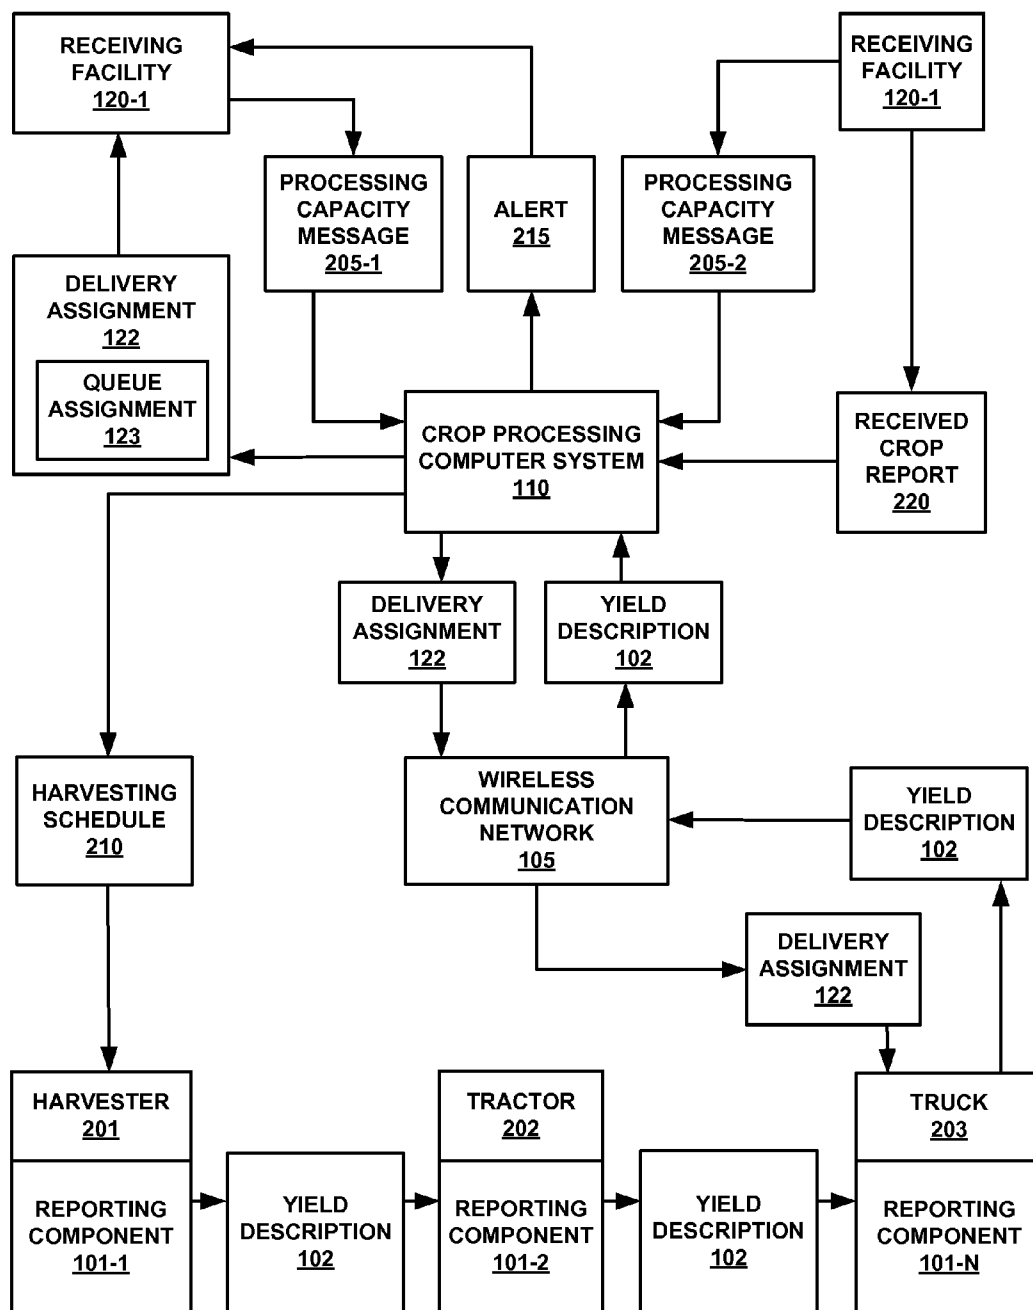 RECEIVING
FACILITY
120-1
RECEIVING
FACILITY
120-1
PROCESSING
CAPACITY
MESSAGE
205-1
ALERT
215
PROCESSING
CAPACITY
MESSAGE
205-2
DELIVERY
ASSIGNMENT
122
QUEUE
ASSIGNMENT
123
CROP PROCESSING
COMPUTER SYSTEM
110
RECEIVED
CROP
REPORT
220
DELIVERY
ASSIGNMENT
122
YIELD
DESCRIPTION
102
HARVESTING
SCHEDULE
210
WIRELESS
COMMUNICATION
NETWORK
105
YIELD
DESCRIPTION
102
DELIVERY
ASSIGNMENT
122
HARVESTER
201
REPORTING
COMPONENT
101-1
YIELD
DESCRIPTION
102
TRACTOR
202
REPORTING
COMPONENT
101-2
YIELD
DESCRIPTION
102
TRUCK
203
REPORTING
COMPONENT
101-N